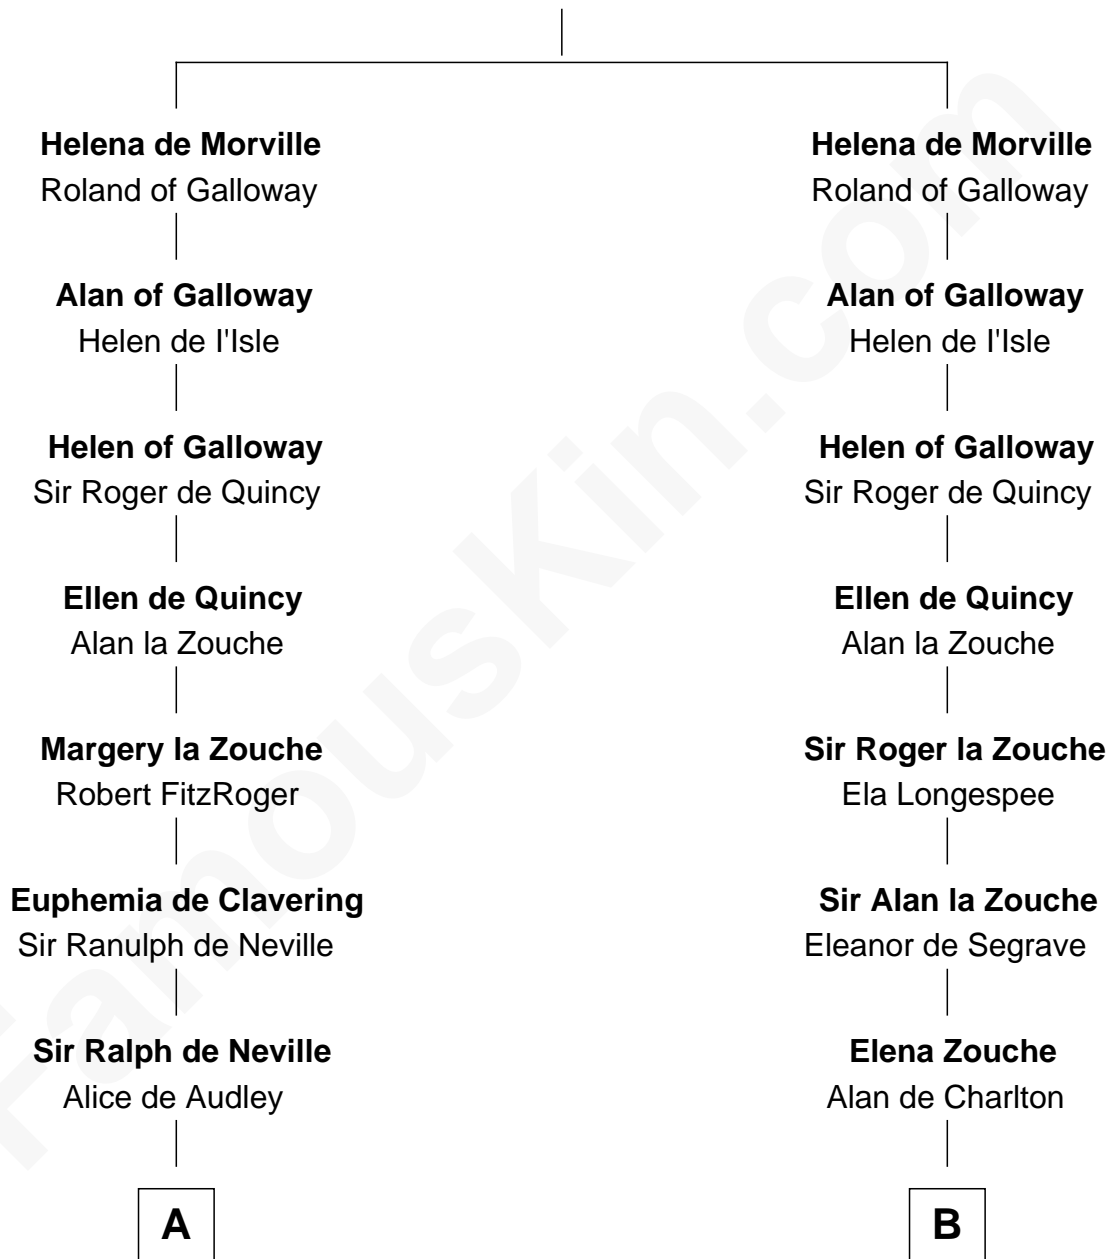 Helena de Morville
Roland of Galloway
Alan of Galloway
Helen de l'Isle
Helen of Galloway
Sir Roger de Quincy
Ellen de Quincy
Alan la Zouche
Margery la Zouche
Robert FitzRoger
Euphemia de Clavering
Sir Ranulph de Neville
Sir Ralph de Neville
Alice de Audley
A
Helena de Morville
Roland of Galloway
Alan of Galloway
Helen de l'Isle
Helen of Galloway
Sir Roger de Quincy
Ellen de Quincy
Alan la Zouche
Sir Roger la Zouche
Ela Longespee
Sir Alan la Zouche
Eleanor de Segrave
Elena Zouche
Alan de Charlton
B
FamousKin.com